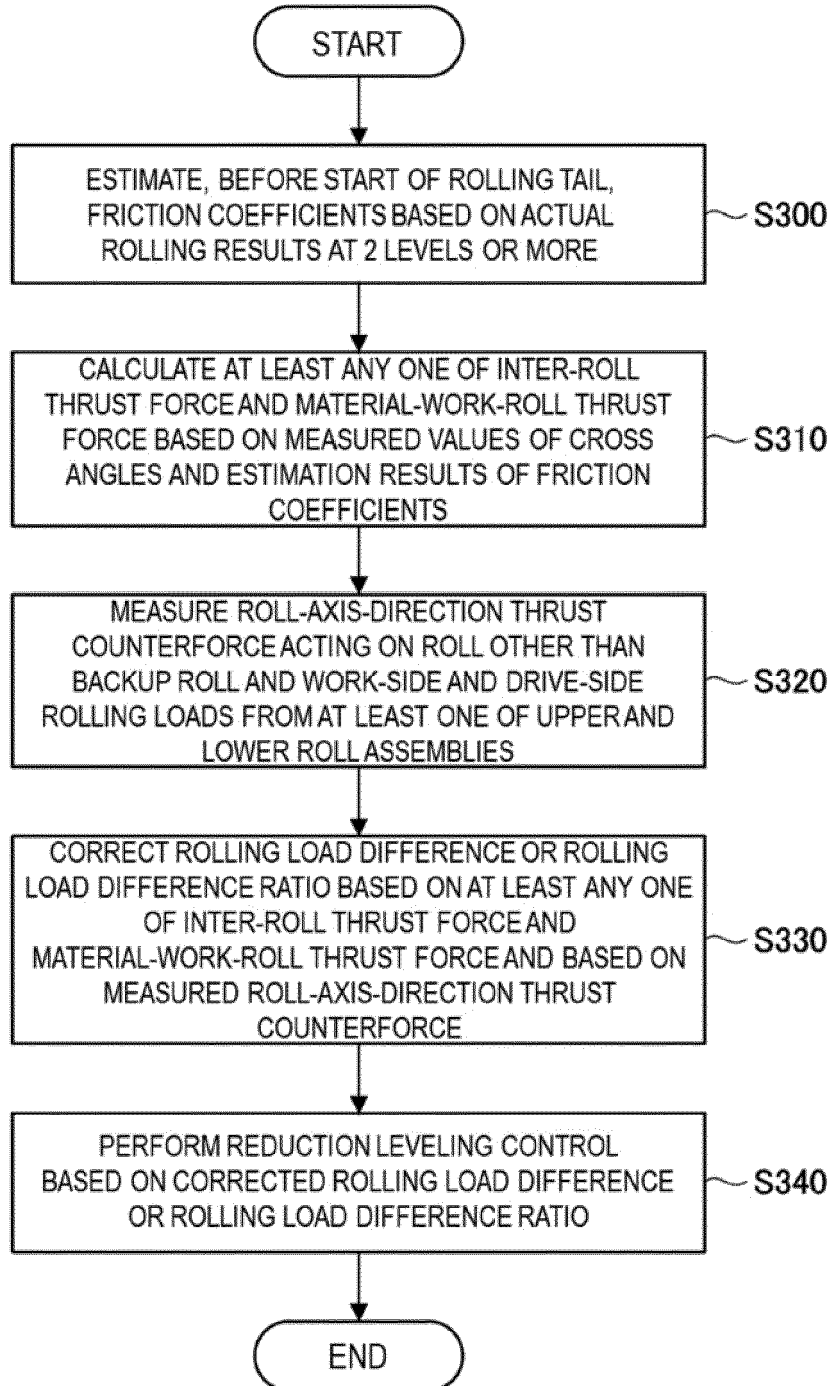 START
ESTIMATE, BEFORE START OF ROLLING TAIL,
FRICTION COEFFICIENTS BASED ON ACTUAL
ROLLING RESULTS AT 2 LEVELS OR MORE
S300
CALCULATE AT LEAST ANY ONE OF INTER-ROLL
THRUST FORCE AND MATERIAL-WORK-ROLL THRUST
FORCE BASED ON MEASURED VALUES OF CROSS
ANGLES AND ESTIMATION RESULTS OF FRICTION
COEFFICIENTS
S310
MEASURE ROLL-AXIS-DIRECTION THRUST
COUNTERFORCE ACTING ON ROLL OTHER THAN
BACKUP ROLL AND WORK-SIDE AND DRIVE-SIDE
ROLLING LOADS FROM AT LEAST ONE OF UPPER AND
LOWER ROLL ASSEMBLIES
S320
CORRECT ROLLING LOAD DIFFERENCE OR ROLLING
LOAD DIFFERENCE RATIO BASED ON AT LEAST ANY ONE
OF INTER-ROLL THRUST FORCE AND
MATERIAL-WORK-ROLL THRUST FORCE AND BASED ON
MEASURED ROLL-AXIS-DIRECTION THRUST
COUNTERFORCE
S330
PERFORM REDUCTION LEVELING CONTROL
BASED ON CORRECTED ROLLING LOAD DIFFERENCE
OR ROLLING LOAD DIFFERENCE RATIO
S340
END